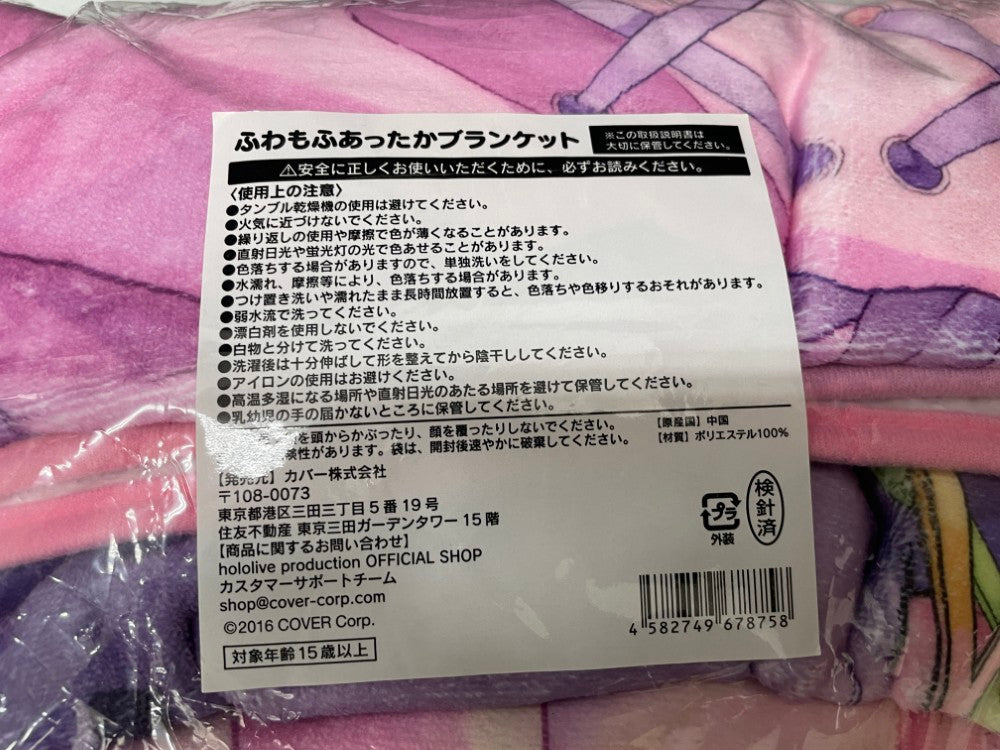 ふわもふあったかブランケット
※この取扱説明書は
大切に保管してください。
⚠安全に正しくお使いいただくために、必ずお読みください。
〈使用上の注意〉
●タンブル乾燥機の使用は避けてください。
●火気に近づけないでください。
●繰り返しの使用や摩擦で色が薄くなることがあります。
●直射日光や蛍光灯の光で色あせることがあります。
●色落ちする場合がありますので、単独洗いをしてください。
●水濡れ、摩擦等により、色落ちする場合があります。
●つけ置き洗いや濡れたまま長時間放置すると、色落ちや色移りするおそれがあります。
●弱水流で洗ってください。
●漂白剤を使用しないでください。
●白物と分けて洗ってください。
●洗濯後は十分伸ばして形を整えてから陰干ししてください。
●アイロンの使用はお避けください。
●高温多湿になる場所や直射日光のあたる場所を避けて保管してください。
●乳幼児の手の届かないところに保管してください。
を頭からかぶったり、顔を覆ったりしないでください。
険性があります。袋は、開封後速やかに破棄してください。
【原産国】中国
【材質】ポリエステル100%
【発売元】カバー株式会社
〒108-0073
東京都港区三田三丁目5番19号
住友不動産 東京三田ガーデンタワー 15階
【商品に関するお問い合わせ】
hololive production OFFICIAL SHOP
カスタマーサポートチーム
shop@cover-corp.com
©2016 COVER Corp.
対象年齢15歳以上
プラ
外装
検針済
4 582749 678758